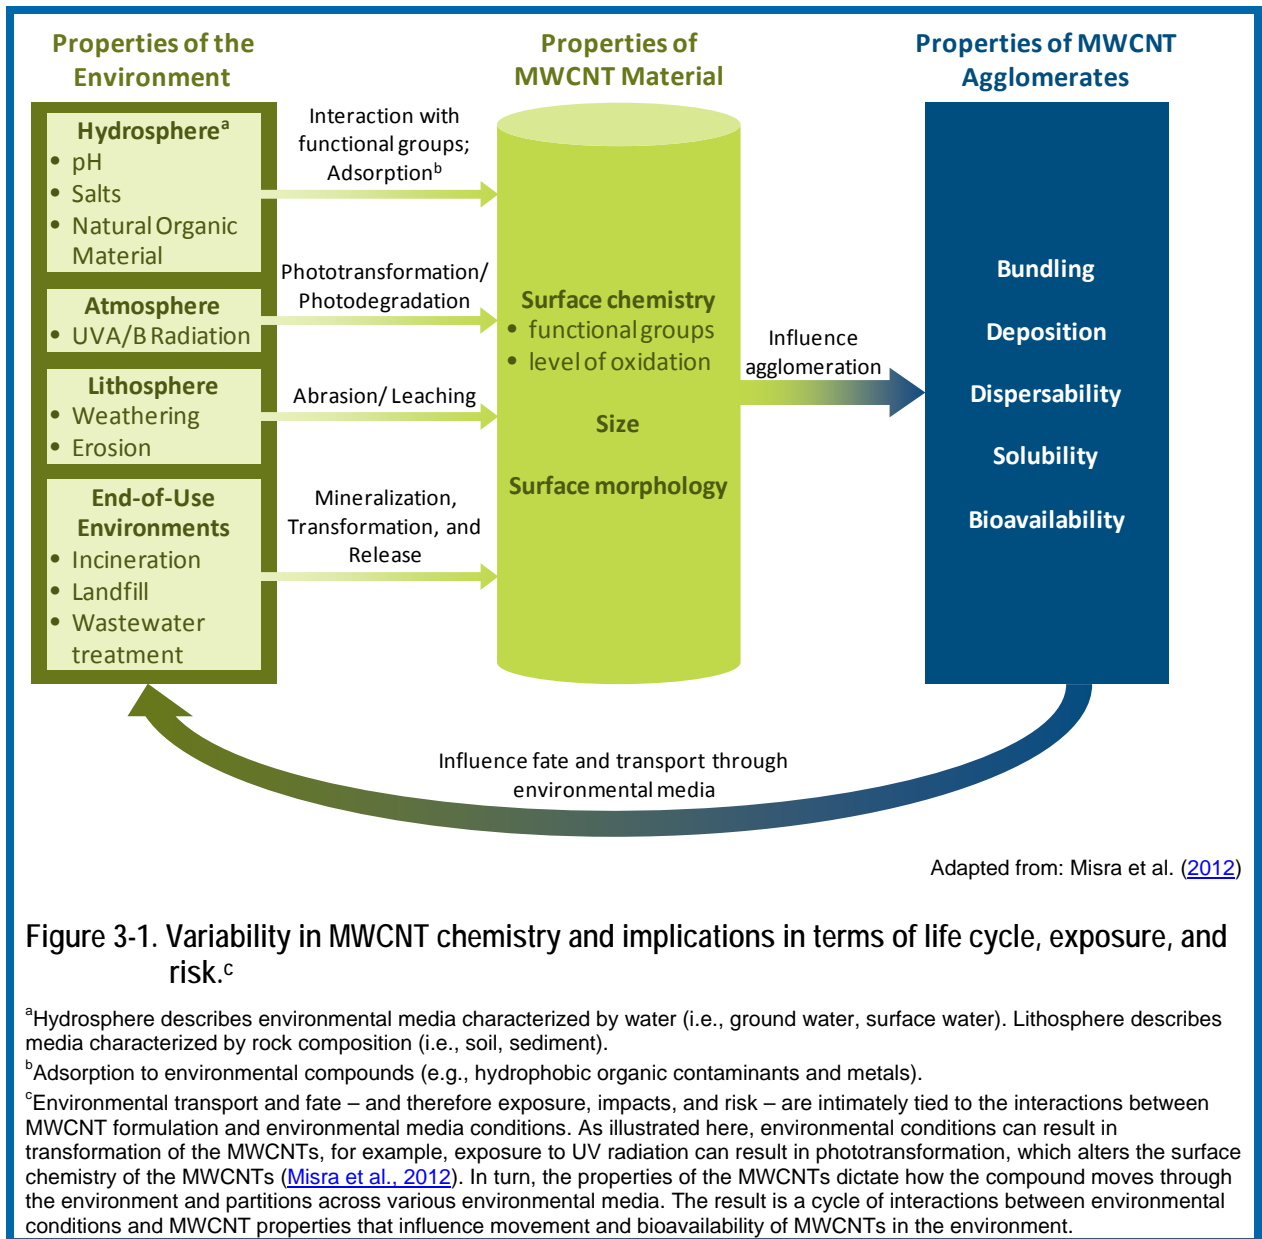 Properties of the
Environment
Properties of
MWCNT Material
Properties of MWCNT
Agglomerates
Hydrosphereᵃ
• pH
• Salts
• Natural Organic
Material
Atmosphere
• UVA/B Radiation
Lithosphere
• Weathering
• Erosion
End-of-Use
Environments
• Incineration
• Landfill
• Wastewater
treatment
Interaction with
functional groups;
Adsorptionᵇ
Phototransformation/
Photodegradation
Abrasion/ Leaching
Mineralization,
Transformation, and
Release
Surface chemistry
• functional groups
• level of oxidation
Size
Surface morphology
Influence
agglomeration
Bundling
Deposition
Dispersability
Solubility
Bioavailability
Influence fate and transport through
environmental media
Adapted from: Misra et al. (2012)
Figure 3-1. Variability in MWCNT chemistry and implications in terms of life cycle, exposure, and
risk.ᶜ
ᵃHydrosphere describes environmental media characterized by water (i.e., ground water, surface water). Lithosphere describes
media characterized by rock composition (i.e., soil, sediment).
ᵇAdsorption to environmental compounds (e.g., hydrophobic organic contaminants and metals).
ᶜEnvironmental transport and fate – and therefore exposure, impacts, and risk – are intimately tied to the interactions between
MWCNT formulation and environmental media conditions. As illustrated here, environmental conditions can result in
transformation of the MWCNTs, for example, exposure to UV radiation can result in phototransformation, which alters the surface
chemistry of the MWCNTs (Misra et al., 2012). In turn, the properties of the MWCNTs dictate how the compound moves through
the environment and partitions across various environmental media. The result is a cycle of interactions between environmental
conditions and MWCNT properties that influence movement and bioavailability of MWCNTs in the environment.